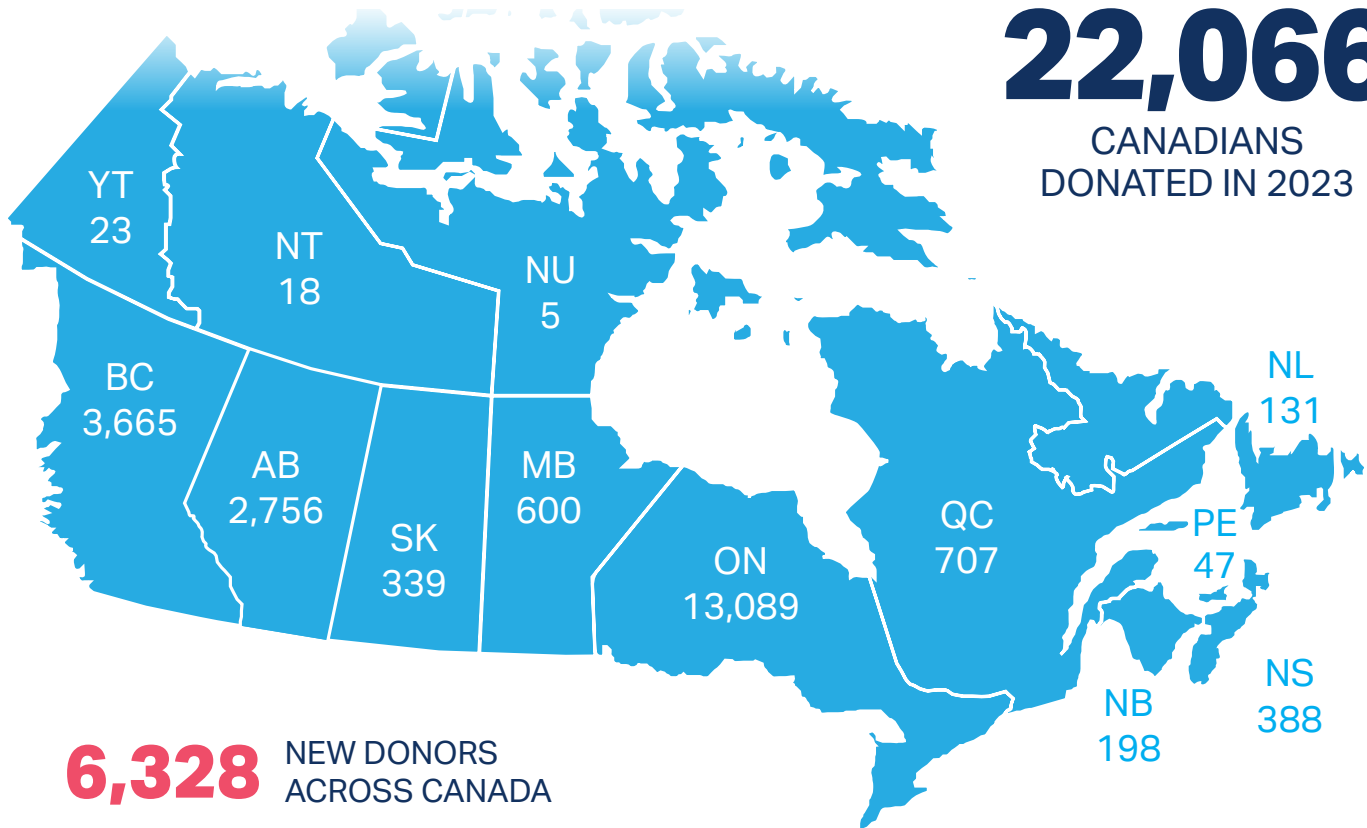 22,066
CANADIANS
DONATED IN 2023
YT
23
NT
18
NU
5
BC
3,665
AB
2,756
SK
339
MB
600
ON
13,089
QC
707
NL
131
PE
47
NB
198
NS
388
6,328
NEW DONORS
ACROSS CANADA